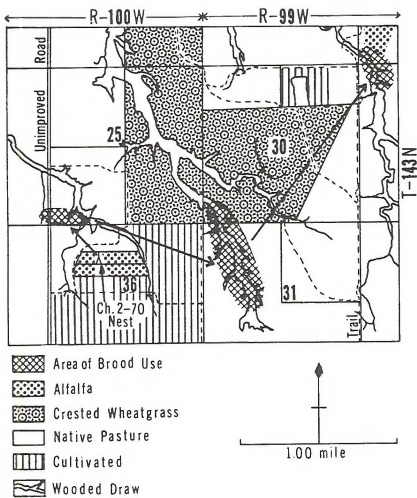 R-100W R-99W
Road
Unimproved
25
30
T-143N
36
Ch. 2-70
Nest
31
Trail
Area of Brood Use
Alfalfa
Crested Wheatgrass
Native Pasture
Cultivated
Wooded Draw
1.00 mile